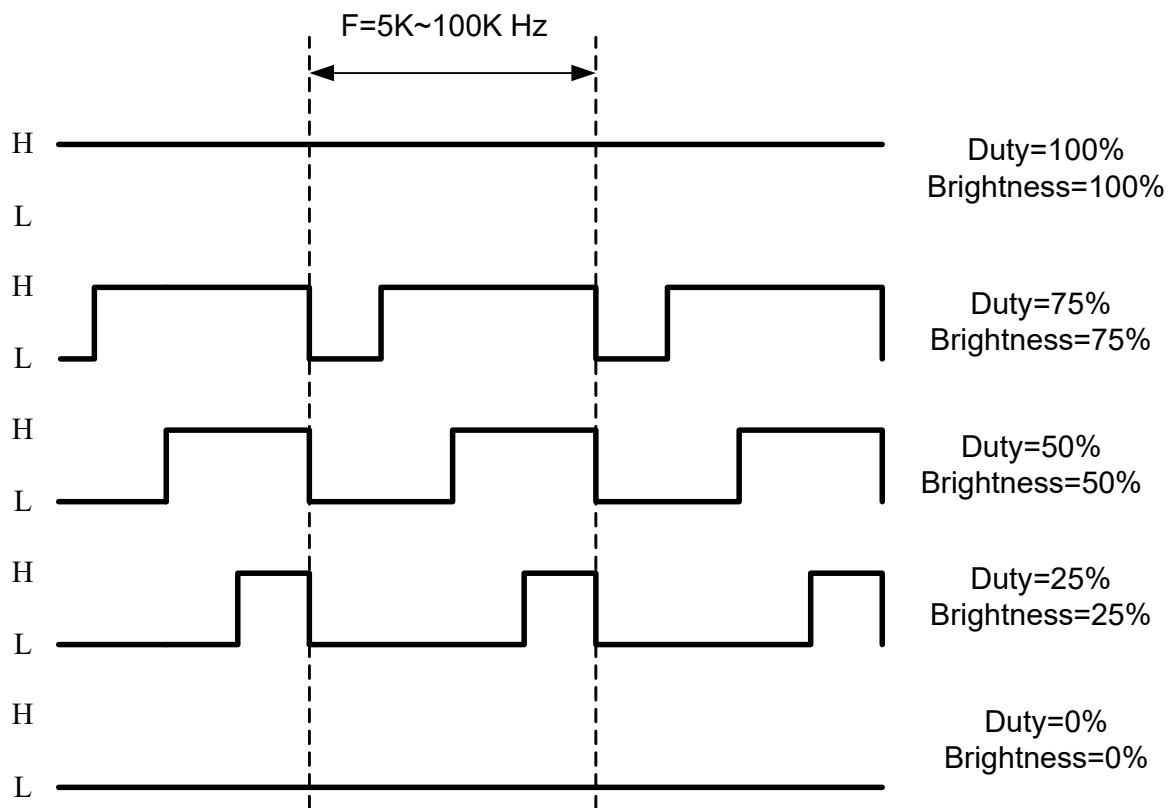 F=5K~100K Hz
H
L
Duty=100%
Brightness=100%
H
L
Duty=75%
Brightness=75%
H
L
Duty=50%
Brightness=50%
H
L
Duty=25%
Brightness=25%
H
L
Duty=0%
Brightness=0%